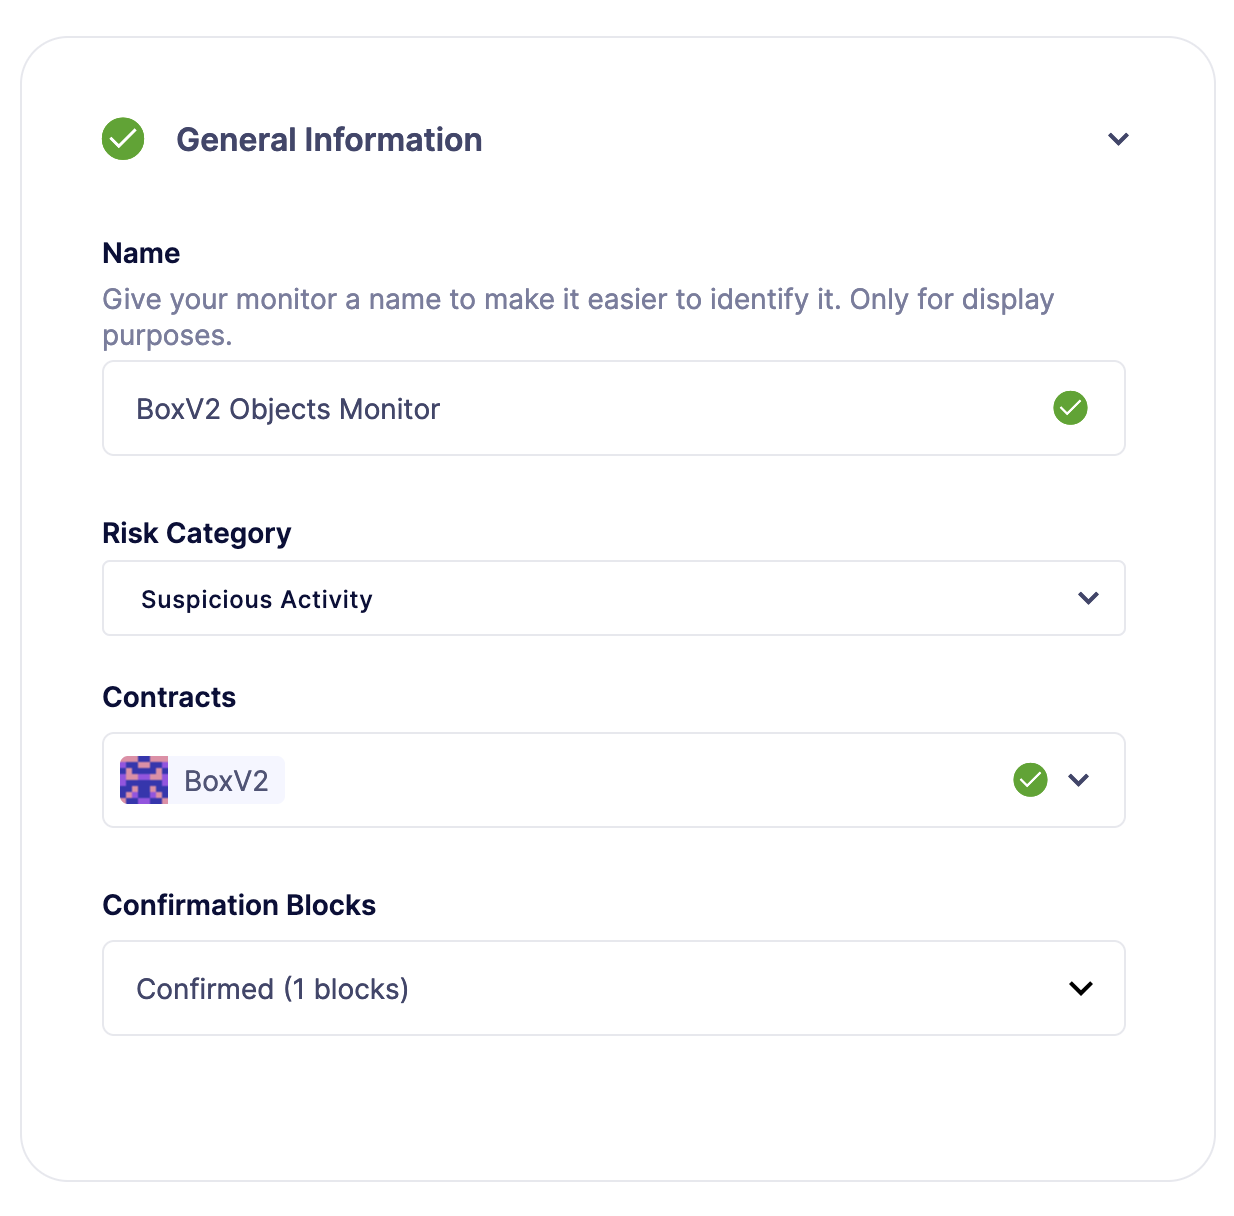 General Information
Name
Give your monitor a name to make it easier to identify it. Only for display
purposes.
BoxV2 Objects Monitor
Risk Category
Suspicious Activity
Contracts
BoxV2
Confirmation Blocks
Confirmed (1 blocks)